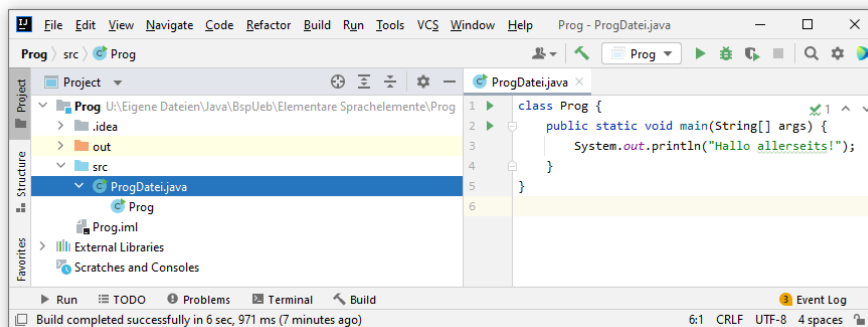 IJ File Edit View Navigate Code Refactor Build Run Tools VCS Window Help Prog - ProgDatei.java
Prog src Prog Prog
Project Project
Structure
Favorites
Prog U:\Eigene Dateien\Java\BspUeb\Elementare Sprachelemente\Prog
.idea
out
src
ProgDatei.java
Prog
Prog.iml
External Libraries
Scratches and Consoles
ProgDatei.java
1 class Prog { 1
2 public static void main(String[] args) {
3 System.out.println("Hallo allerseits!");
4 }
5 }
6
Run TODO Problems Terminal Build 3 Event Log
Build completed successfully in 6 sec, 971 ms (7 minutes ago) 6:1 CRLF UTF-8 4 spaces